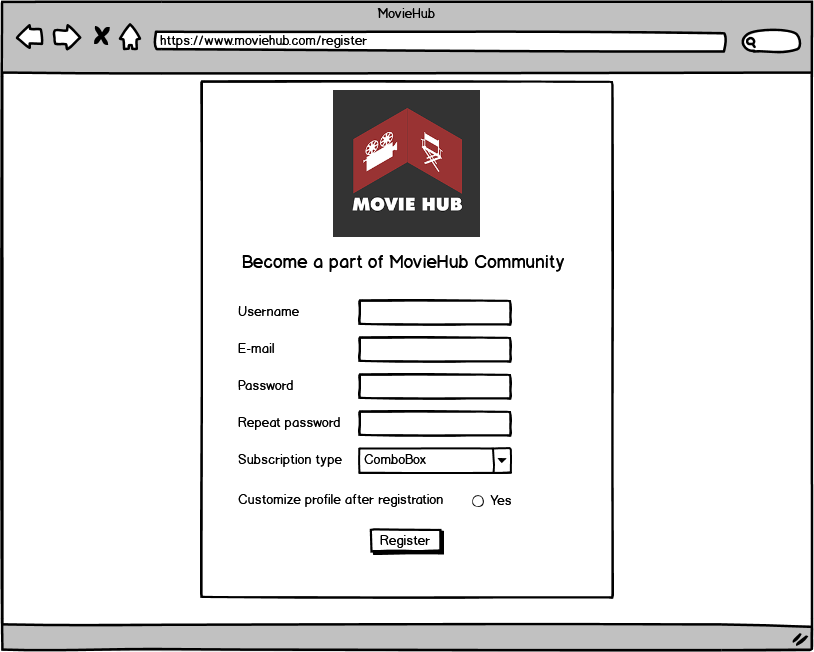 MovieHub
https://www.moviehub.com/register
MOVIE HUB
Become a part of MovieHub Community
Username
E-mail
Password
Repeat password
Subscription type ComboBox
Customize profile after registration Yes
Register